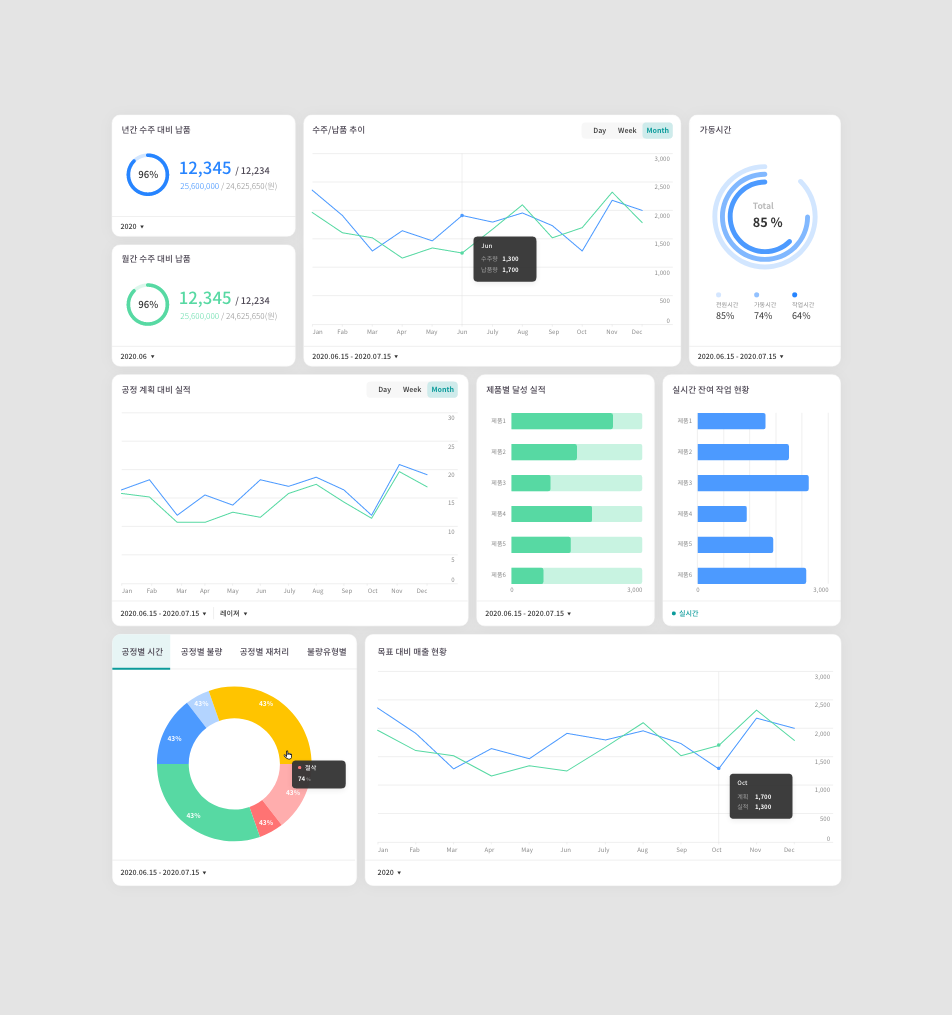 년간 수주 대비 납품
96%
12,345 / 12,234
25,600,000 / 24,625,650(원)
2020 ▼
월간 수주 대비 납품
96%
12,345 / 12,234
25,600,000 / 24,625,650(원)
2020.06 ▼
수주/납품 추이
Day Week Month
3,000
2,500
2,000
1,500
1,000
500
0
Jun
수주량 1,300
납품량 1,700
Jan Fab Mar Apr May Jun July Aug Sep Oct Nov Dec
2020.06.15 - 2020.07.15 ▼
가동시간
Total
85 %
전원시간 가동시간 작업시간
85% 74% 64%
2020.06.15 - 2020.07.15 ▼
공정 계획 대비 실적
Day Week Month
30
25
20
15
10
5
0
Jan Fab Mar Apr May Jun July Aug Sep Oct Nov Dec
2020.06.15 - 2020.07.15 ▼ 레이져 ▼
제품별 달성 실적
제품1
제품2
제품3
제품4
제품5
제품6
0 3,000
2020.06.15 - 2020.07.15 ▼
실시간 잔여 작업 현황
제품1
제품2
제품3
제품4
제품5
제품6
0 3,000
실시간
공정별 시간 공정별 불량 공정별 재처리 불량유형별
43%
43%
43%
43%
43%
43%
절삭
74 %
2020.06.15 - 2020.07.15 ▼
목표 대비 매출 현황
3,000
2,500
2,000
1,500
1,000
500
0
Oct
계획 1,700
실적 1,300
Jan Fab Mar Apr May Jun July Aug Sep Oct Nov Dec
2020 ▼